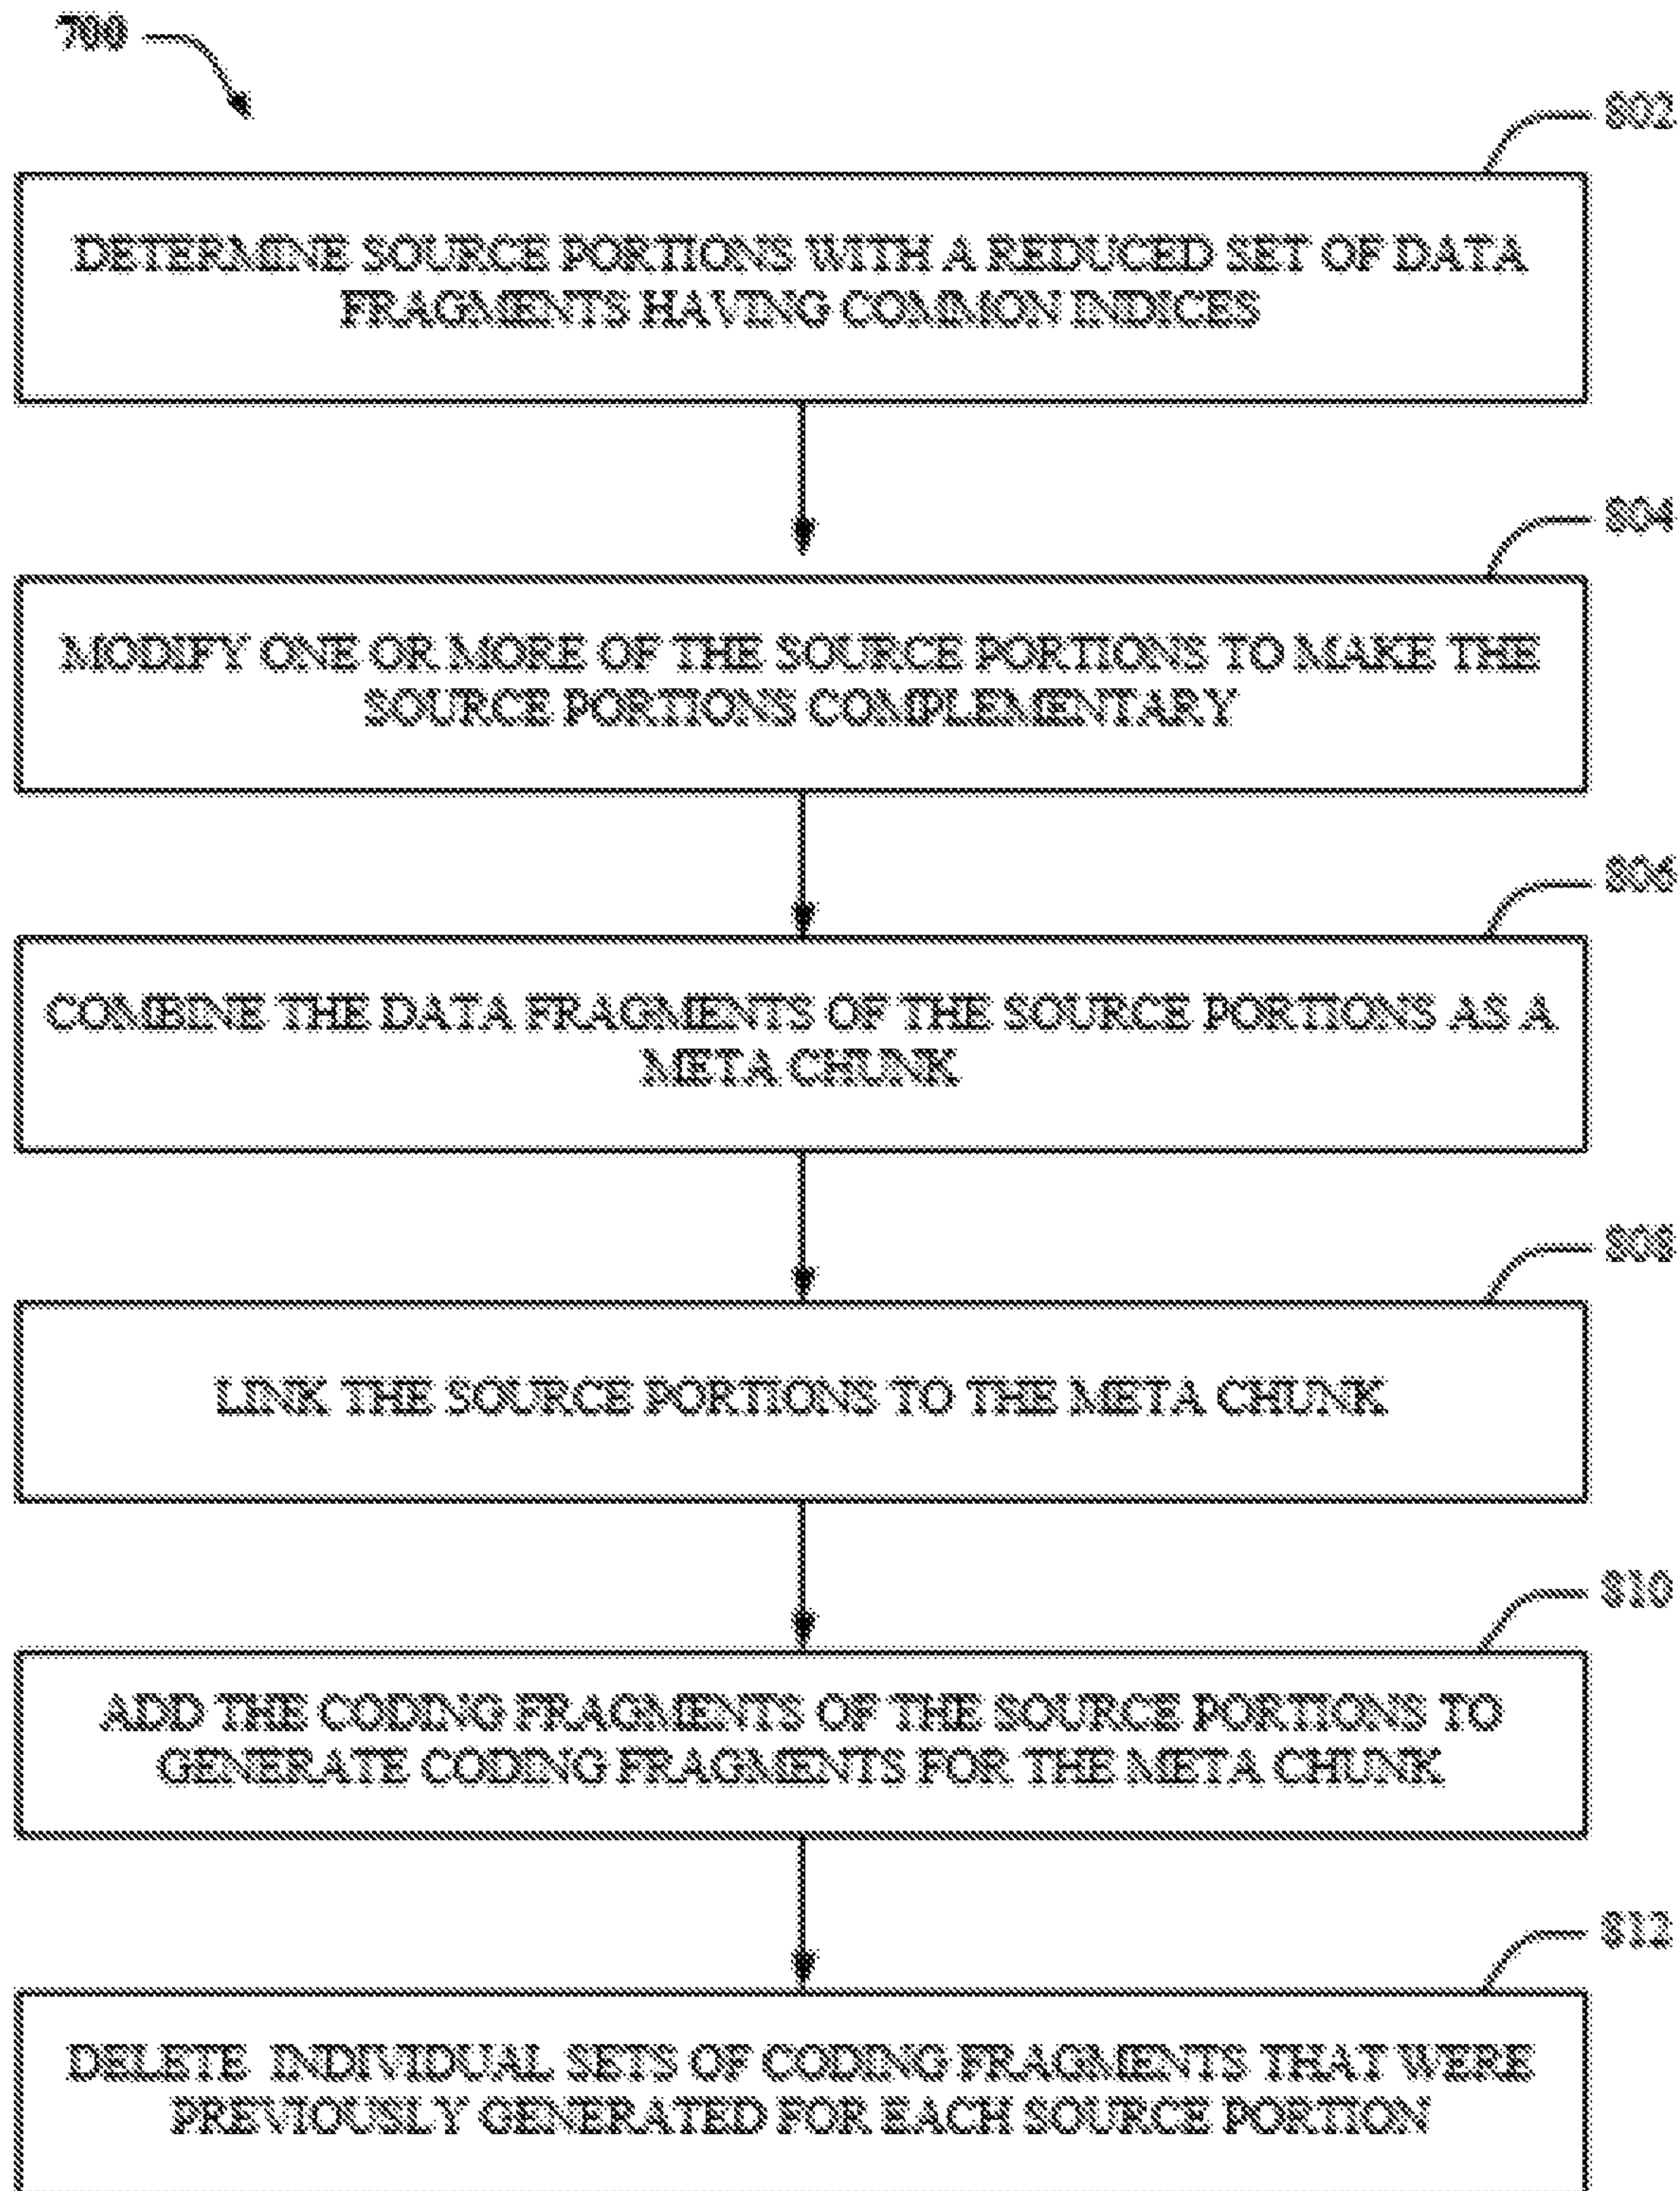 700
802
DETERMINE SOURCE PORTIONS WITH A REDUCED SET OF DATA
FRAGMENTS HAVING COMMON INDICES
804
MODIFY ONE OR MORE OF THE SOURCE PORTIONS TO MAKE THE
SOURCE PORTIONS COMPLEMENTARY
806
COMBINE THE DATA FRAGMENTS OF THE SOURCE PORTIONS AS A
META CHUNK
808
LINK THE SOURCE PORTIONS TO THE META CHUNK
810
ADD THE CODING FRAGMENTS OF THE SOURCE PORTIONS TO
GENERATE CODING FRAGMENTS FOR THE META CHUNK
812
DELETE INDIVIDUAL SETS OF CODING FRAGMENTS THAT WERE
PREVIOUSLY GENERATED FOR EACH SOURCE PORTION